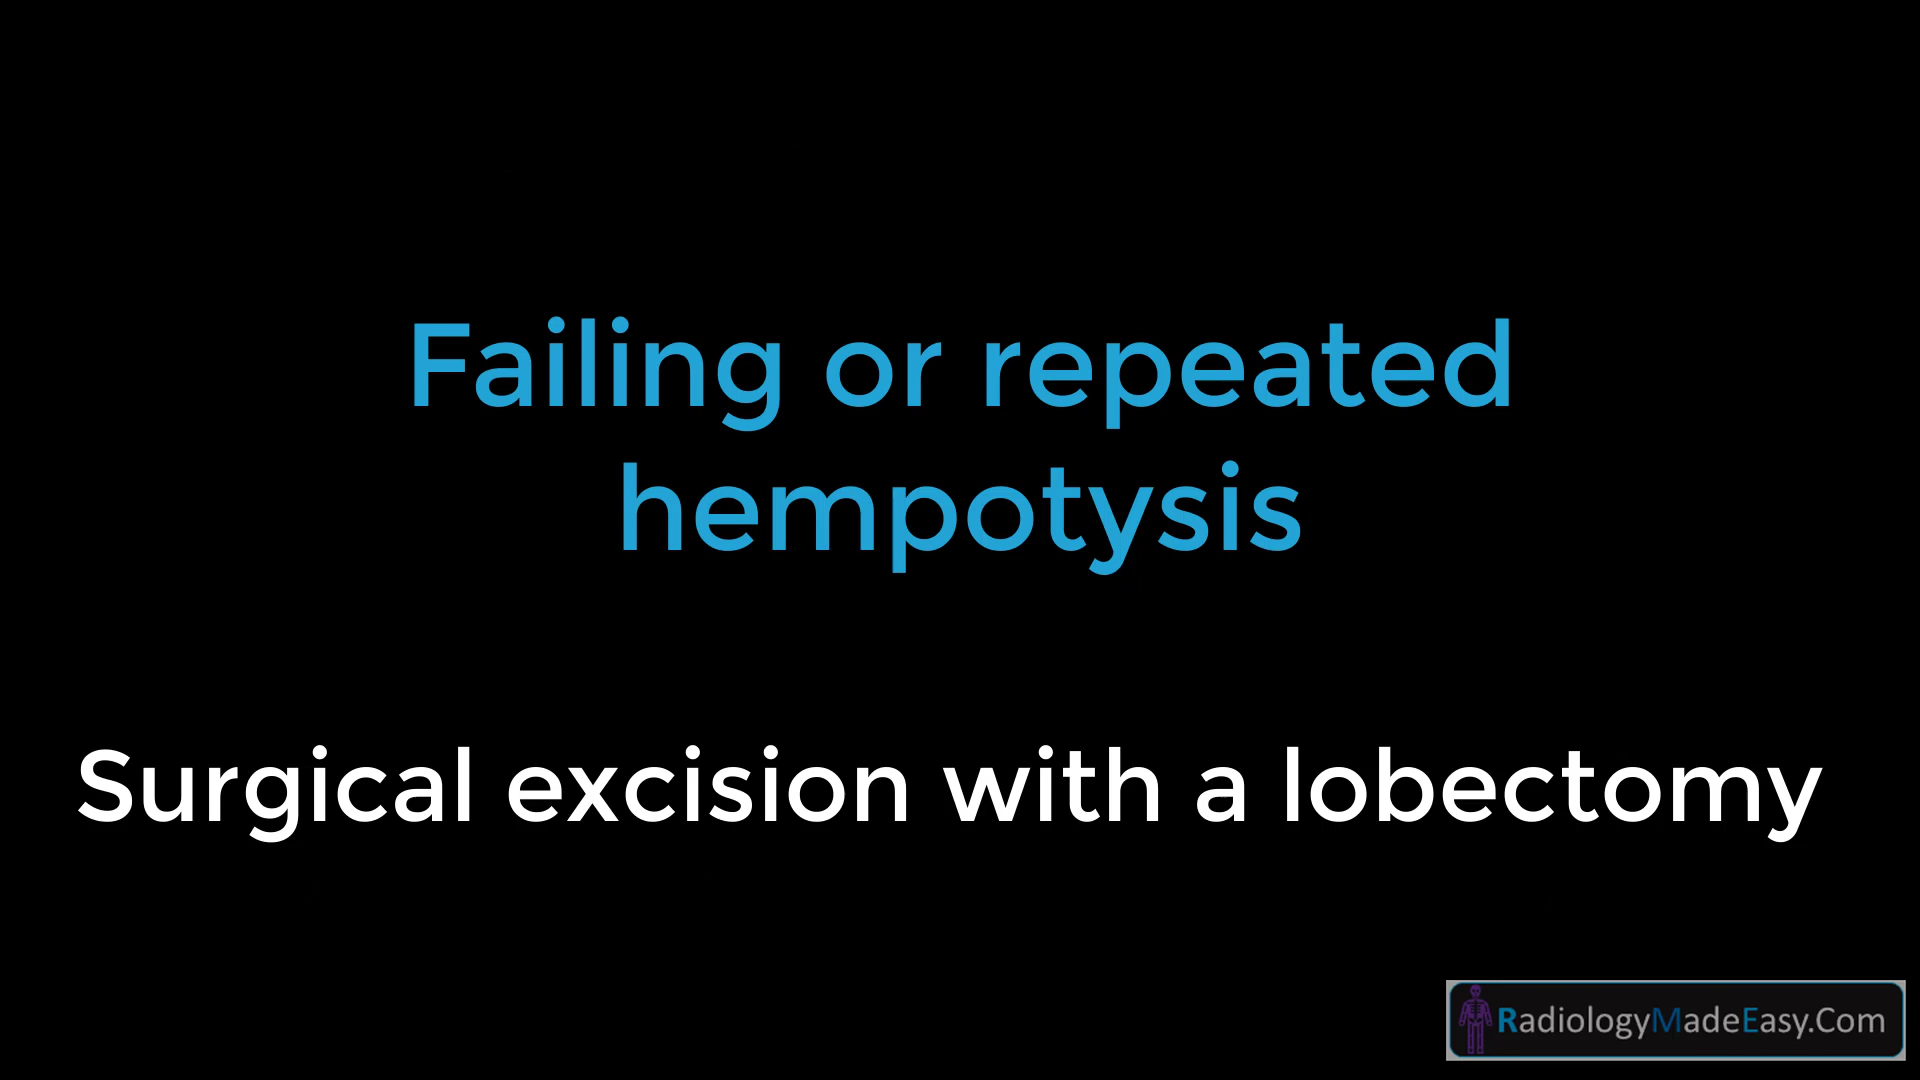 Failing or repeated
hempotysis
Surgical excision with a lobectomy
RadiologyMadeEasy.Com